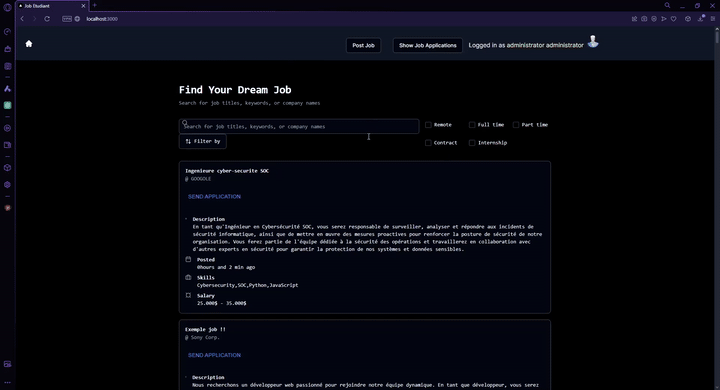 Job Etudiant
localhost:3000
Post Job
Show Job Applications
Logged in as administrator administrator
Find Your Dream Job
Search for job titles, keywords, or company names
Search for job titles, keywords, or company names
Remote
Full time
Part time
Filter by
Contract
Internship
Ingenieure cyber-securite SOC
@ GOOGOLE
SEND APPLICATION
Description
En tant qu'Ingénieur en Cybersécurité SOC, vous serez responsable de surveiller, analyser et répondre aux incidents de
sécurité informatique, ainsi que de mettre en œuvre des mesures proactives pour renforcer la posture de sécurité de notre
organisation. Vous ferez partie de l'équipe dédiée à la sécurité des opérations et travaillerez en collaboration avec
d'autres experts en sécurité pour garantir la protection de nos systèmes et données sensibles.
Posted
0hours and 2 min ago
Skills
Cybersecurity,SOC,Python,JavaScript
Salary
25.000$ - 35.000$
Exemple job !!
@ Sony Corp.
SEND APPLICATION
Description
Nous recherchons un développeur web passionné pour rejoindre notre équipe dynamique. En tant que développeur, vous serez